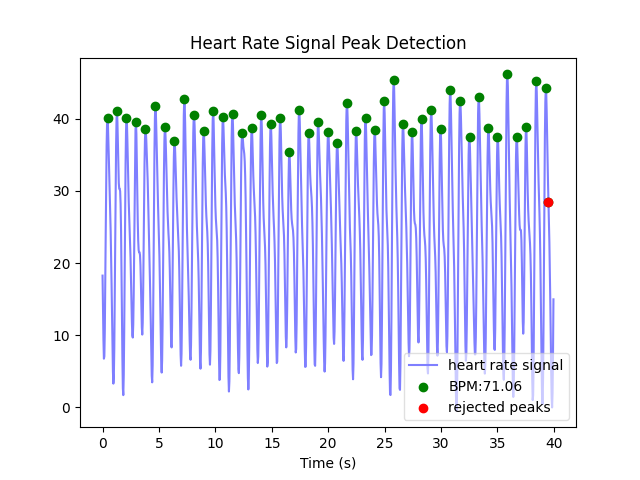 Heart Rate Signal Peak Detection
40
30
20
10
0
heart rate signal
BPM:71.06
rejected peaks
0 5 10 15 20 25 30 35 40
Time (s)